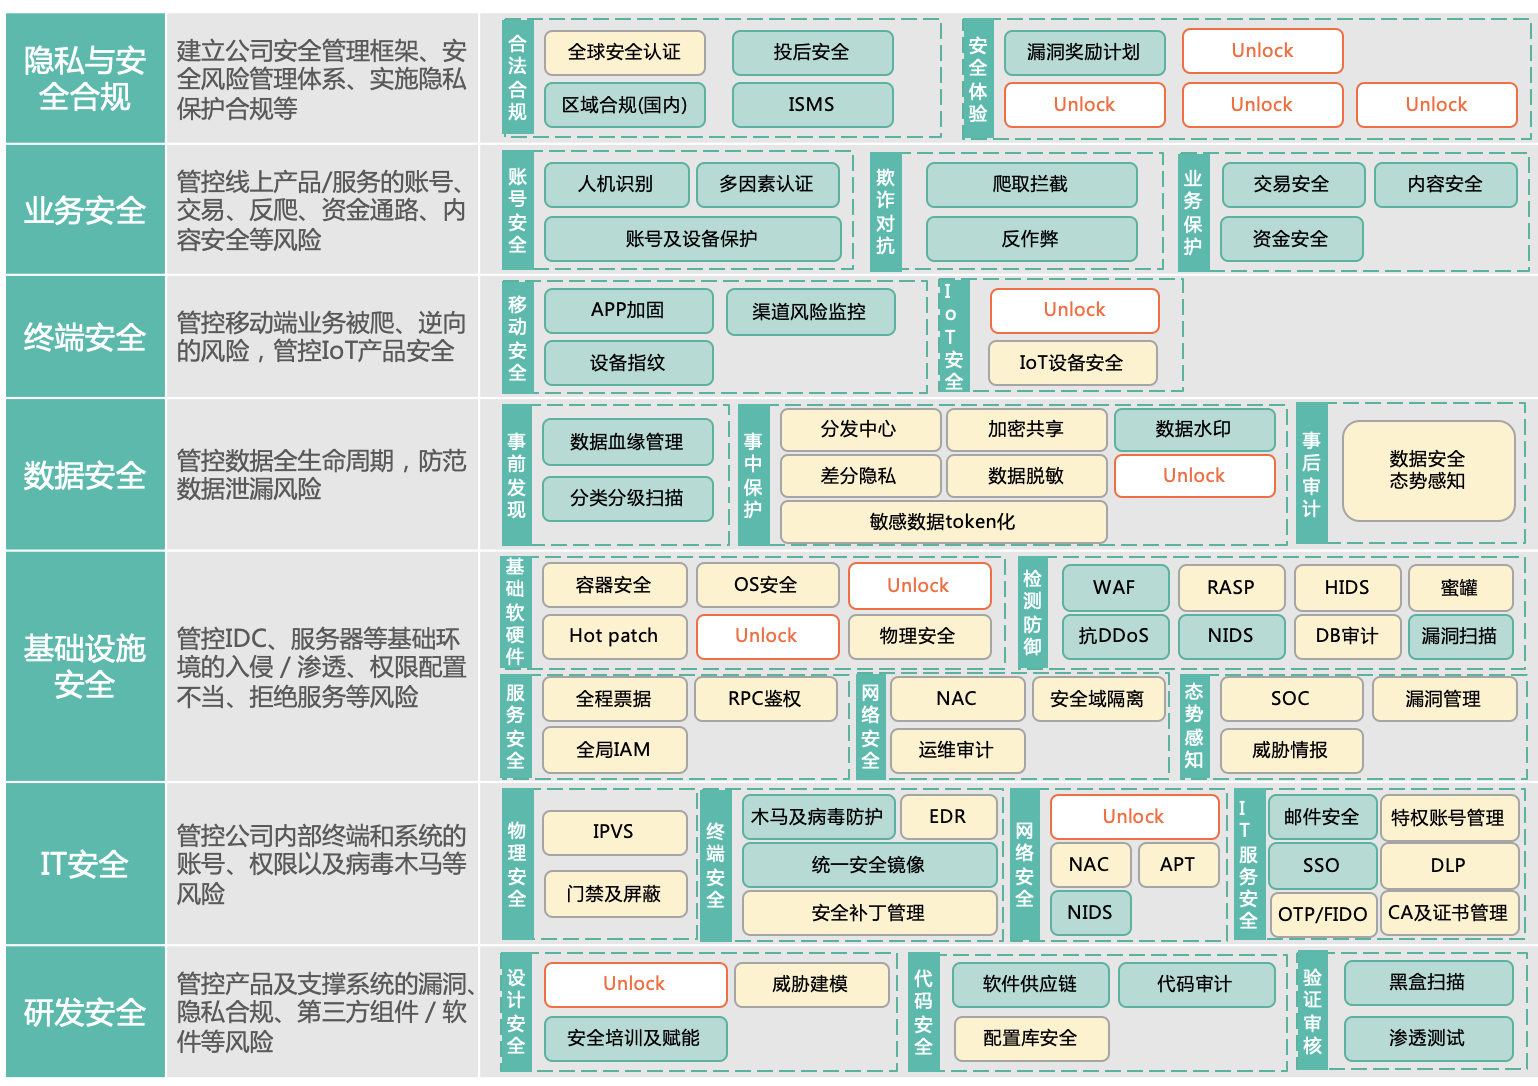 隐私与安
全合规
建立公司安全管理框架、安
全风险管理体系、实施隐私
保护合规等
合法合规
全球安全认证
投后安全
区域合规(国内)
ISMS
安全体验
漏洞奖励计划
Unlock
Unlock
Unlock
Unlock
业务安全
管控线上产品/服务的账号、
交易、反爬、资金通路、内
容安全等风险
账号安全
人机识别
多因素认证
账号及设备保护
欺诈对抗
爬取拦截
反作弊
业务保护
交易安全
内容安全
资金安全
终端安全
管控移动端业务被爬、逆向
的风险，管控IoT产品安全
移动安全
APP加固
渠道风险监控
设备指纹
IoT安全
Unlock
IoT设备安全
数据安全
管控数据全生命周期，防范
数据泄漏风险
事前发现
数据血缘管理
分类分级扫描
事中保护
分发中心
加密共享
数据水印
差分隐私
数据脱敏
Unlock
敏感数据token化
事后审计
数据安全
态势感知
基础设施
安全
管控IDC、服务器等基础环
境的入侵 / 渗透、权限配置
不当、拒绝服务等风险
基础软硬件
容器安全
OS安全
Unlock
Hot patch
Unlock
物理安全
检测防御
WAF
RASP
HIDS
蜜罐
抗DDoS
NIDS
DB审计
漏洞扫描
服务安全
全程票据
RPC鉴权
全局IAM
网络安全
NAC
安全域隔离
运维审计
态势感知
SOC
漏洞管理
威胁情报
IT安全
管控公司内部终端和系统的
账号、权限以及病毒木马等
风险
物理安全
IPVS
门禁及屏蔽
终端安全
木马及病毒防护
EDR
统一安全镜像
安全补丁管理
网络安全
Unlock
NAC
APT
NIDS
IT服务安全
邮件安全
特权账号管理
SSO
DLP
OTP/FIDO
CA及证书管理
研发安全
管控产品及支撑系统的漏洞、
隐私合规、第三方组件 / 软
件等风险
设计安全
Unlock
威胁建模
安全培训及赋能
代码安全
软件供应链
代码审计
配置库安全
验证审核
黑盒扫描
渗透测试